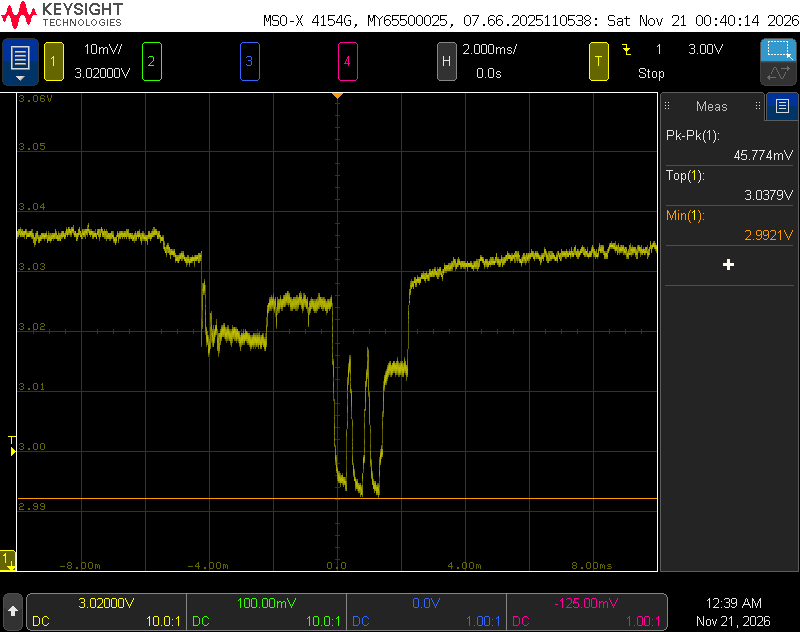 KEYSIGHT
TECHNOLOGIES
MSO-X 4154G, MY65500025, 07.66.2025110538: Sat Nov 21 00:40:14 2026
1 10mV/ 3.02000V 2 3 4 H 2.000ms/ 0.0s T 1 3.00V Stop
3.06V
3.05
3.04
3.03
3.02
3.01
3.00
2.99
T
1
-8.00m -4.00m 0.0 4.00m 8.00ms
Meas
Pk-Pk(1):
45.774mV
Top(1):
3.0379V
Min(1):
2.9921V
3.02000V 100.00mV 0.0V -125.00mV
DC 10.0:1 DC 10.0:1 DC 1.00:1 DC 1.00:1
12:39 AM
Nov 21, 2026